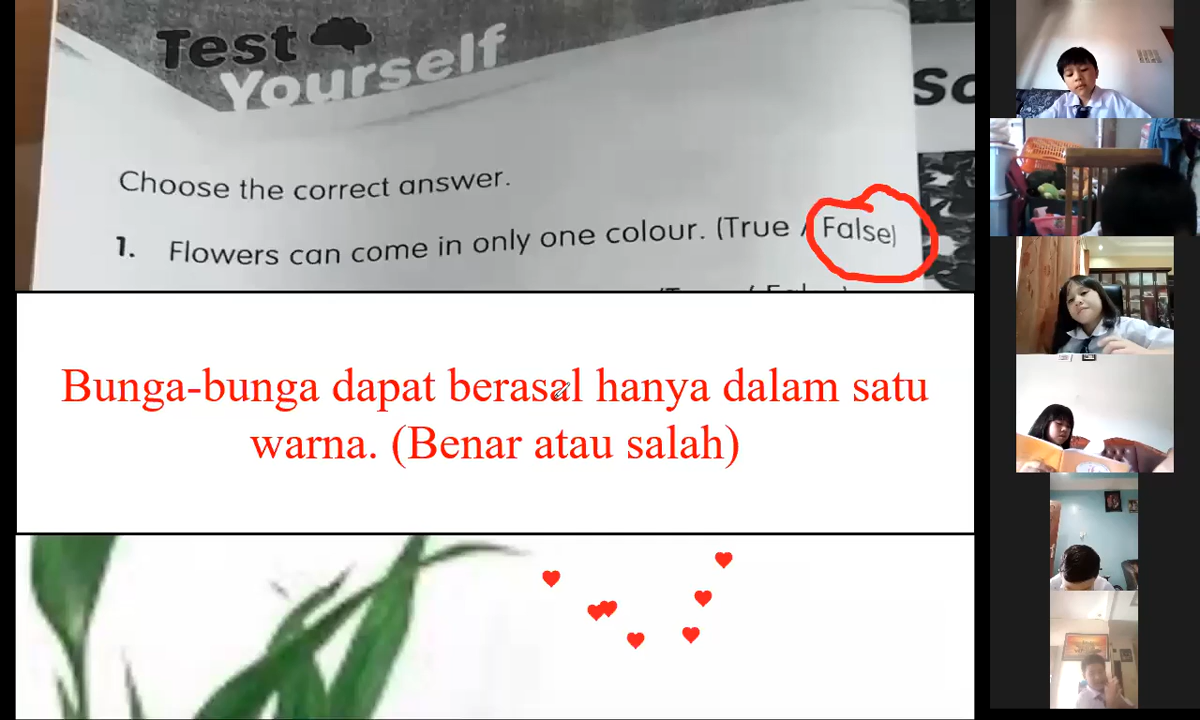 Test
Yourself
Choose the correct answer.
1. Flowers can come in only one colour. (True / False)
Bunga-bunga dapat berasal hanya dalam satu
warna. (Benar atau salah)